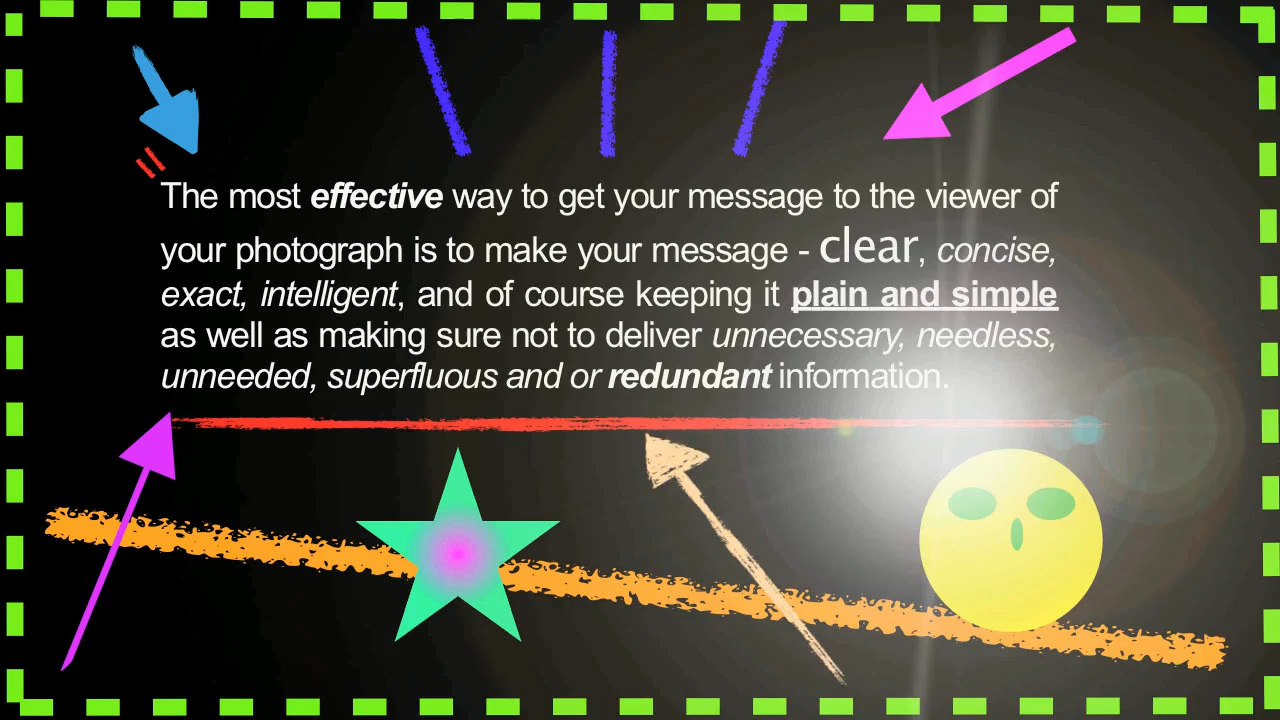 The most effective way to get your message to the viewer of
your photograph is to make your message - clear, concise,
exact, intelligent, and of course keeping it plain and simple
as well as making sure not to deliver unnecessary, needless,
unneeded, superfluous and or redundant information.